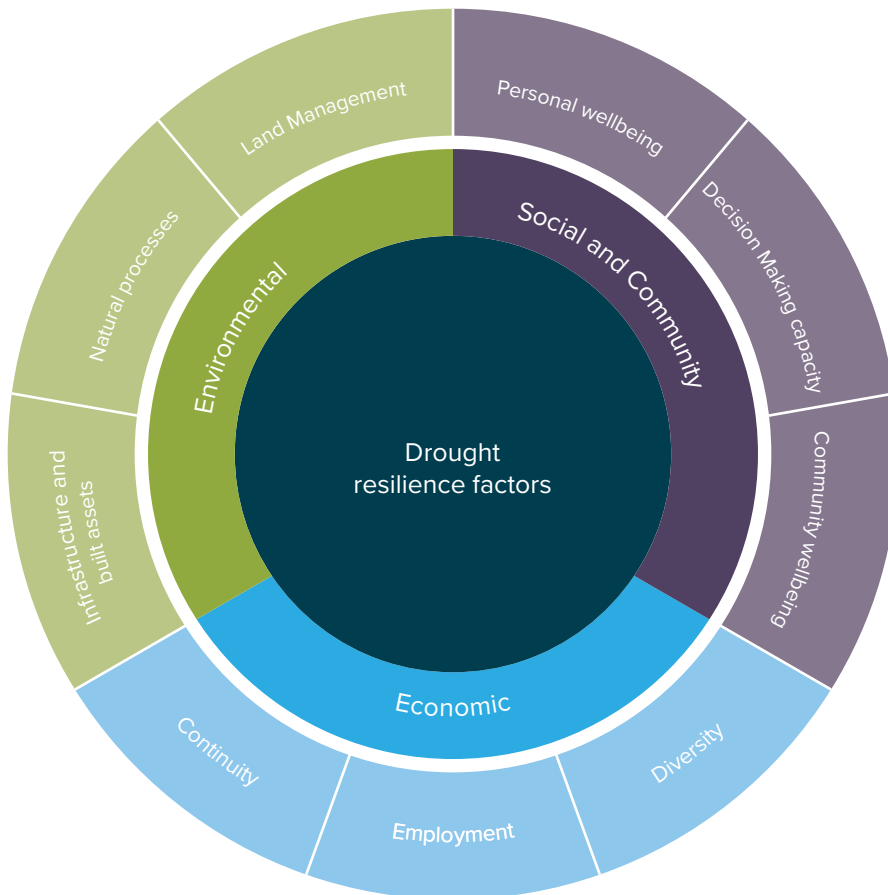 Drought
resilience factors
Social and Community
Economic
Environmental
Personal wellbeing
Decision Making capacity
Community wellbeing
Diversity
Employment
Continuity
Infrastructure and
built assets
Natural processes
Land Management